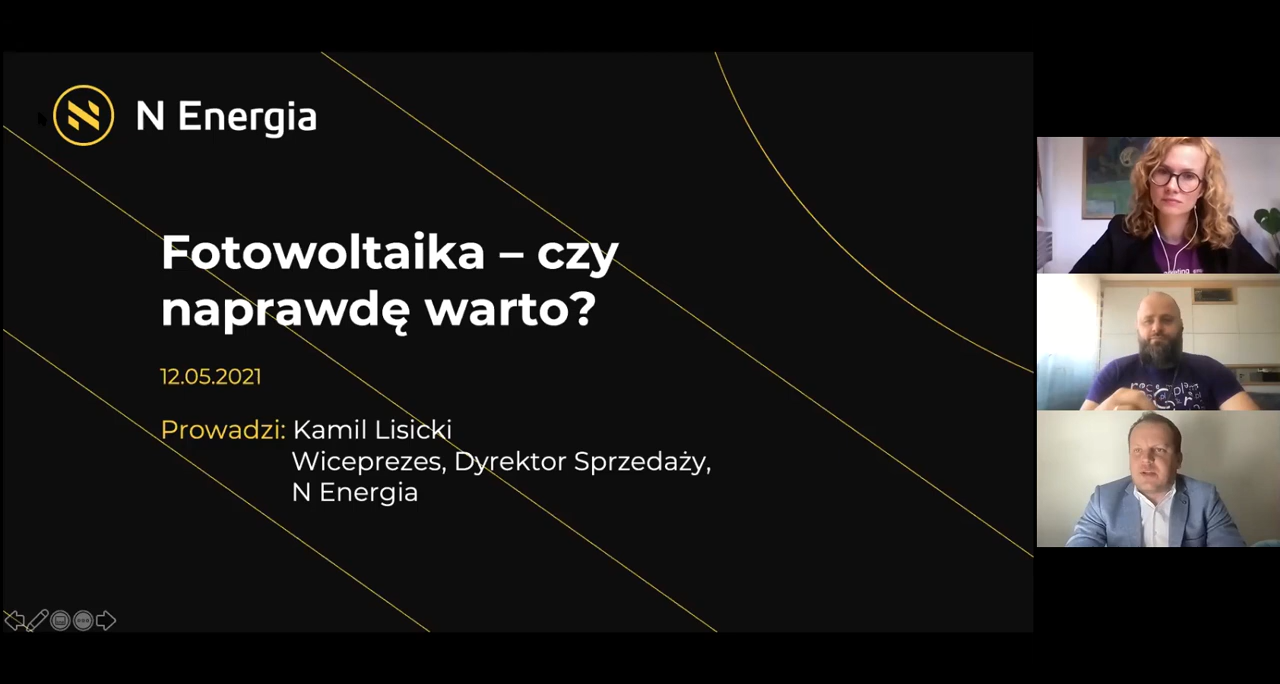 N Energia
Fotowoltaika – czy
naprawdę warto?
12.05.2021
Prowadzi: Kamil Lisicki
Wiceprezes, Dyrektor Sprzedaży,
N Energia